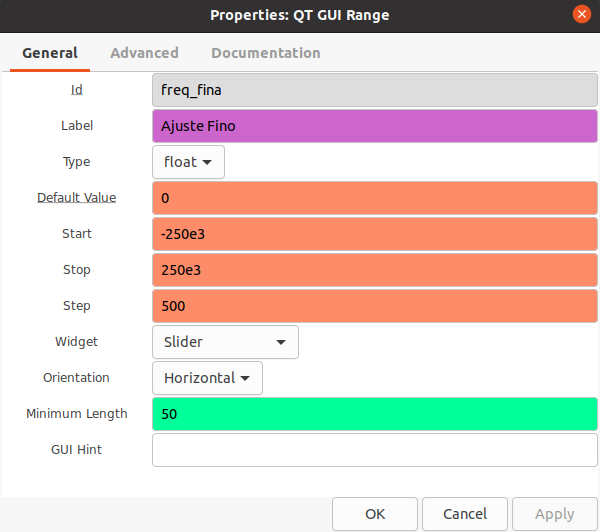 Properties: QT GUI Range
General Advanced Documentation
Id freq_fina
Label Ajuste Fino
Type float
Default Value 0
Start -250e3
Stop 250e3
Step 500
Widget Slider
Orientation Horizontal
Minimum Length 50
GUI Hint
OK Cancel Apply